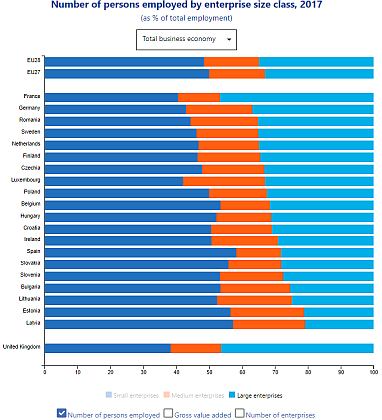 Number of persons employed by enterprise size class, 2017
(as % of total employment)
Total business economy
EU28
EU27
France
Germany
Romania
Sweden
Netherlands
Finland
Czechia
Luxembourg
Poland
Belgium
Hungary
Croatia
Ireland
Spain
Slovakia
Slovenia
Bulgaria
Lithuania
Estonia
Latvia
United Kingdom
0 10 20 30 40 50 60 70 80 90 100
Small enterprises Medium enterprises Large enterprises
Number of persons employed Gross value added Number of enterprises